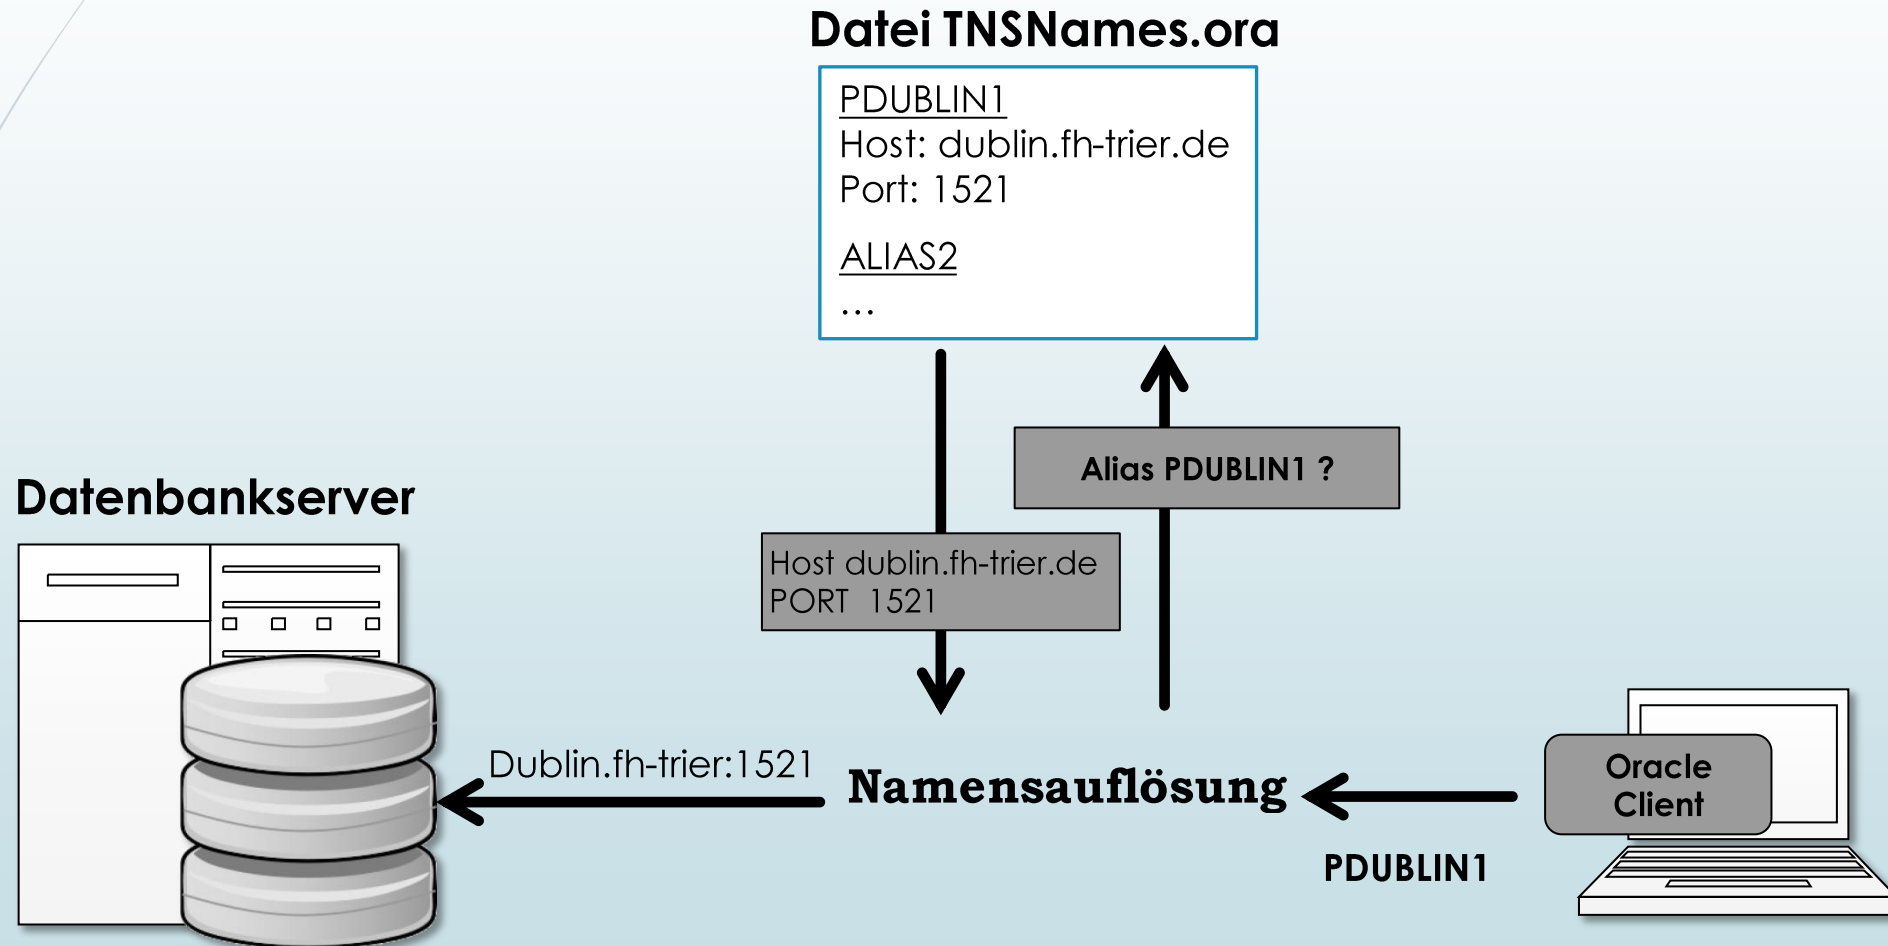 Datei TNSNames.ora
PDUBLIN1
Host: dublin.fh-trier.de
Port: 1521
ALIAS2
...
Alias PDUBLIN1 ?
Datenbankserver
Host dublin.fh-trier.de
PORT 1521
Dublin.fh-trier:1521
Namensauflösung
Oracle
Client
PDUBLIN1